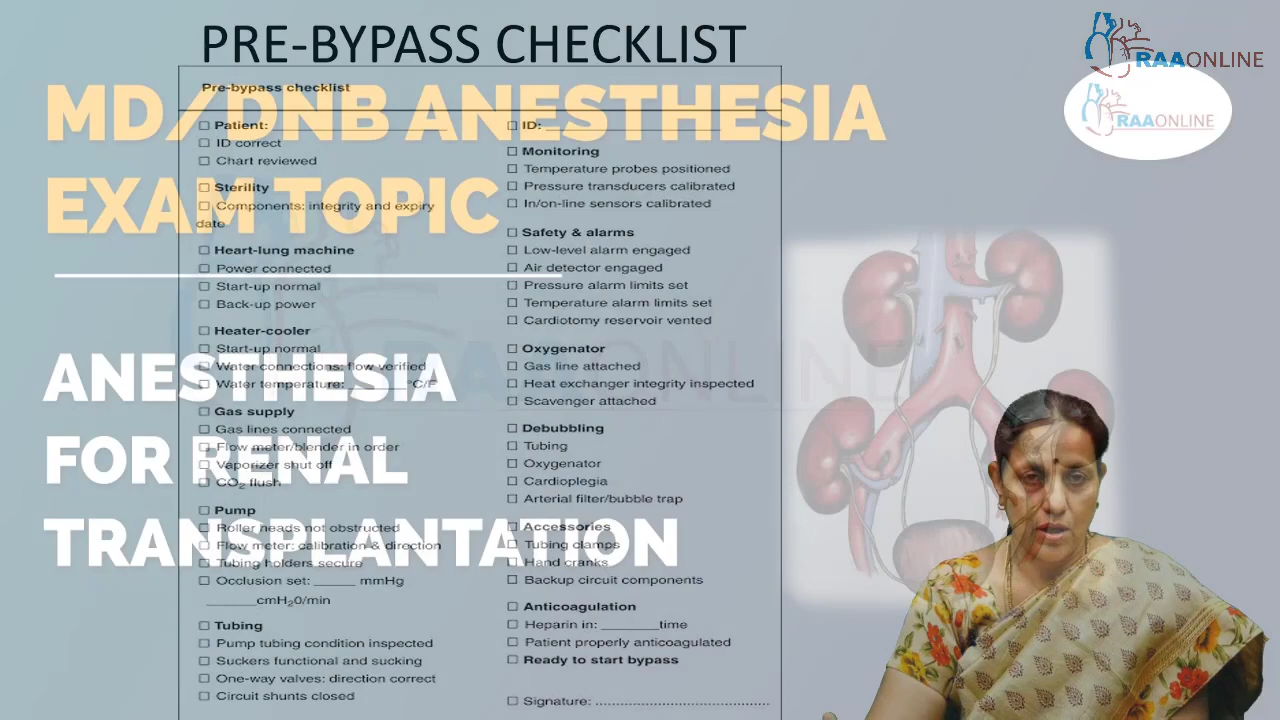 PRE-BYPASS CHECKLIST
RAAONLINE
RAAONLINE
MD/DNB ANESTHESIA
EXAM TOPIC
ANESTHESIA
FOR RENAL
TRANSPLANTATION
Pre-bypass checklist
☐ Patient: ____________
☐ ID correct
☐ Chart reviewed
☐ Sterility
☐ Components: integrity and expiry
date
☐ Heart-lung machine
☐ Power connected
☐ Start-up normal
☐ Back-up power
☐ Heater-cooler
☐ Start-up normal
☐ Water connections: flow verified
☐ Water temperature: ______°C/F
☐ Gas supply
☐ Gas lines connected
☐ Flow meter/blender in order
☐ Vaporizer shut off
☐ CO₂ flush
☐ Pump
☐ Roller heads not obstructed
☐ Flow meter: calibration & direction
☐ Tubing holders secure
☐ Occlusion set: ______ mmHg
______cmH₂0/min
☐ Tubing
☐ Pump tubing condition inspected
☐ Suckers functional and sucking
☐ One-way valves: direction correct
☐ Circuit shunts closed
☐ ID: ____________
☐ Monitoring
☐ Temperature probes positioned
☐ Pressure transducers calibrated
☐ In/on-line sensors calibrated
☐ Safety & alarms
☐ Low-level alarm engaged
☐ Air detector engaged
☐ Pressure alarm limits set
☐ Temperature alarm limits set
☐ Cardiotomy reservoir vented
☐ Oxygenator
☐ Gas line attached
☐ Heat exchanger integrity inspected
☐ Scavenger attached
☐ Debubbling
☐ Tubing
☐ Oxygenator
☐ Cardioplegia
☐ Arterial filter/bubble trap
☐ Accessories
☐ Tubing clamps
☐ Hand cranks
☐ Backup circuit components
☐ Anticoagulation
☐ Heparin in: ________time
☐ Patient properly anticoagulated
☐ Ready to start bypass
☐ Signature: ........................................
RAAONLINE